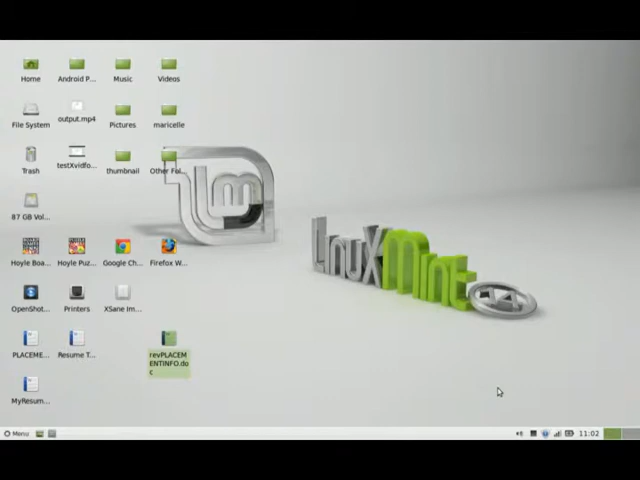 Home
Android P...
Music
Videos
File System
output.mp4
Pictures
maricelle
Trash
testXvidfo...
thumbnail
Other Fol...
87 GB Vol...
Hoyle Boa...
Hoyle Puz...
Google Ch...
Firefox W...
OpenShot...
Printers
XSane Im...
PLACEME...
Resume T...
revPLACEM
ENTINFO.do
c
MyResum...
LinuxMint
14
Menu
11:02